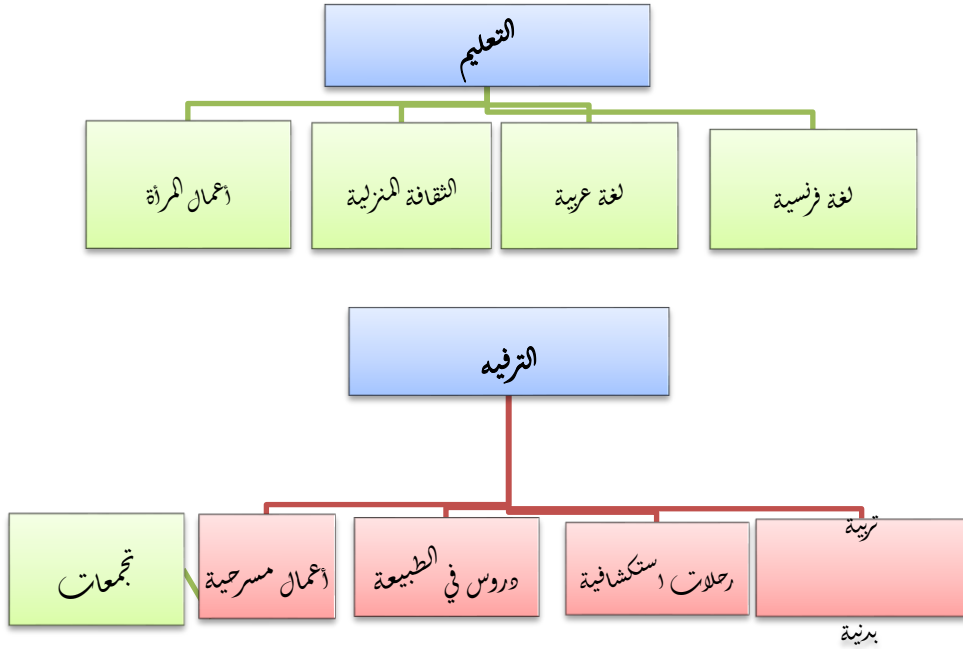 التعليم
لغة فرنسية
لغة عربية
الثقافة المنزلية
أعمال المرأة
الترفيه
تربية
بدنية
رحلات استكشافية
دروس في الطبيعة
أعمال مسرحية
تجمعات